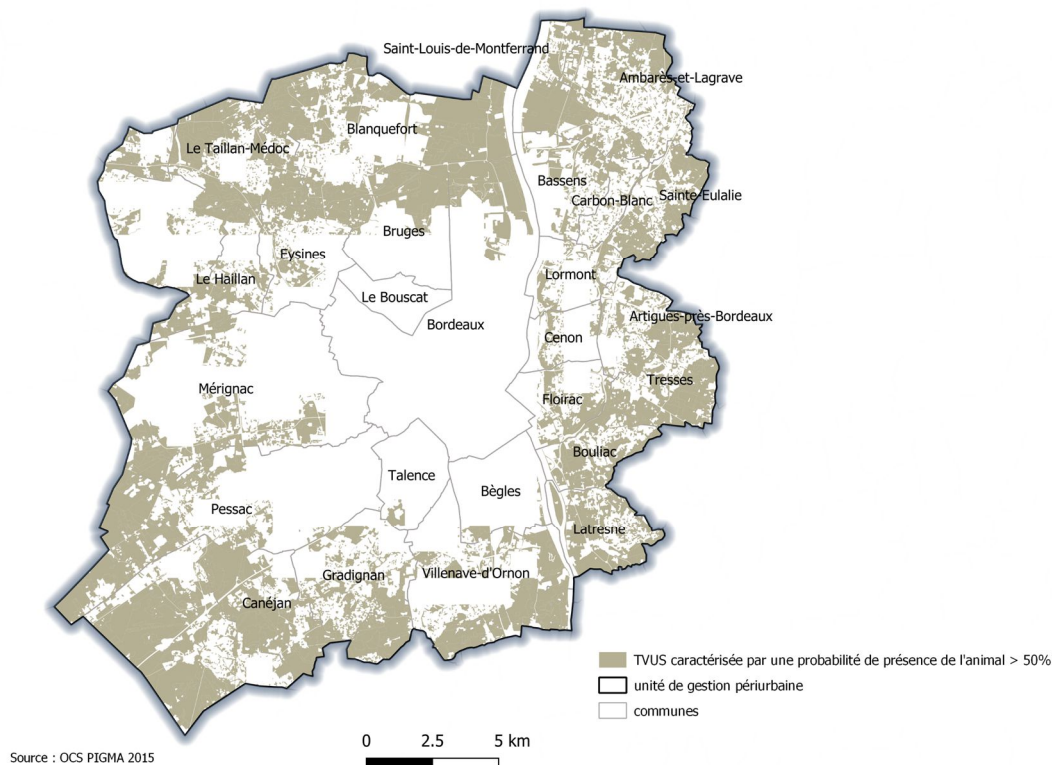 Saint-Louis-de-Montferrand
Ambarès-et-Lagrave
Blanquefort
Le Taillan-Médoc
Bassens
Carbon-Blanc
Sainte-Eulalie
Bruges
Eysines
Le Haillan
Lormont
Le Bouscat
Artigues-près-Bordeaux
Bordeaux
Cenon
Tresses
Mérignac
Floirac
Bouliac
Talence
Bègles
Pessac
Latresne
Gradignan
Villenave-d'Ornon
Canéjan
TVUS caractérisée par une probabilité de présence de l'animal > 50%
unité de gestion périurbaine
communes
0 2.5 5 km
Source : OCS PIGMA 2015